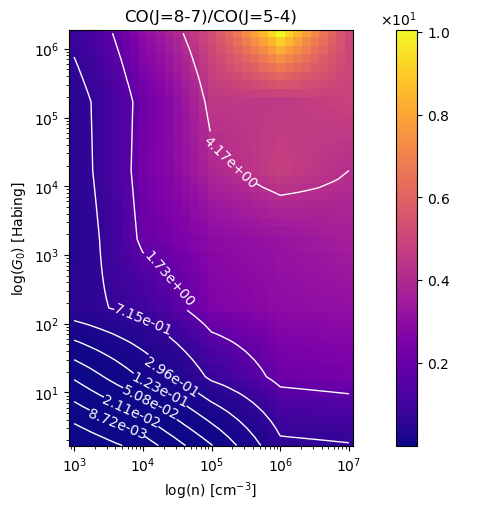 CO(J=8-7)/CO(J=5-4)
×10¹
log(G₀) [Habing]
10⁶
10⁵
10⁴
10³
10²
10¹
4.17e+00
1.73e+00
7.15e-01
2.96e-01
1.23e-01
5.08e-02
2.11e-02
8.72e-03
10³ 10⁴ 10⁵ 10⁶ 10⁷
log(n) [cm⁻³]
1.0
0.8
0.6
0.4
0.2